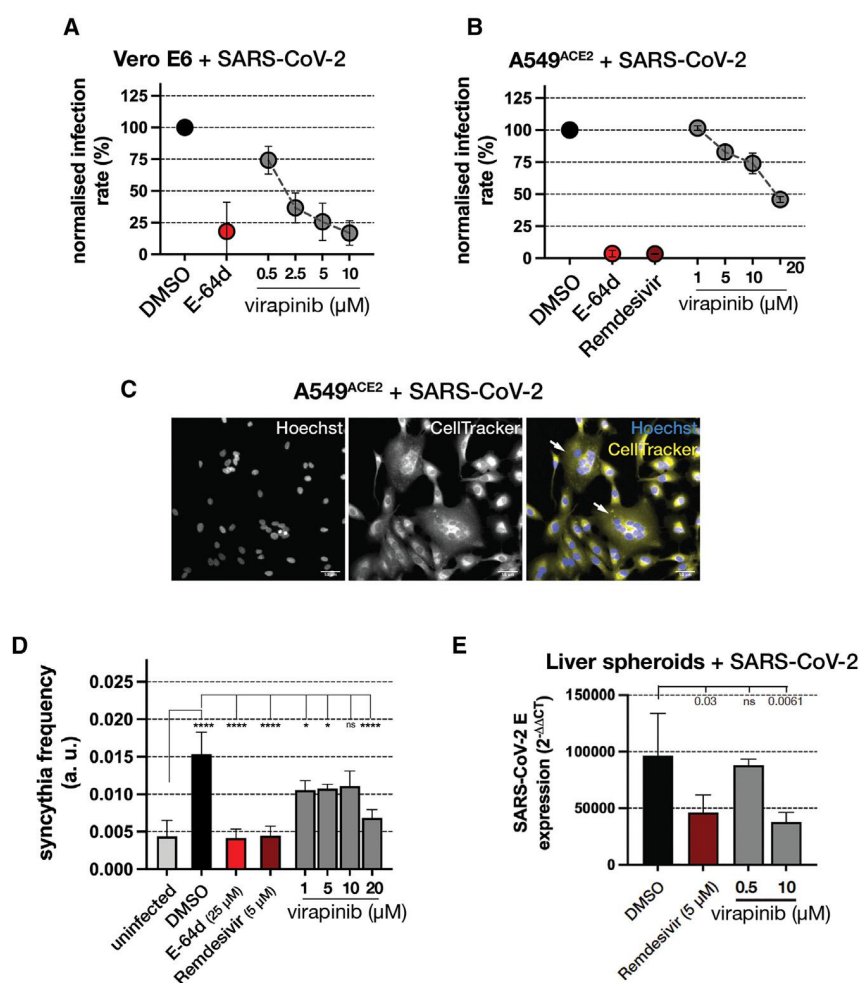 A
Vero E6 + SARS-CoV-2
normalised infection
rate (%)
125
100
75
50
25
0
DMSO
E-64d
0.5 2.5 5 10
virapinib (µM)
B
A549ACE2 + SARS-CoV-2
normalised infection
rate (%)
125
100
75
50
25
0
DMSO
E-64d
Remdesivir
1 5 10 20
virapinib (µM)
C
A549ACE2 + SARS-CoV-2
Hoechst
CellTracker
Hoechst
CellTracker
D
syncythia frequency
(a. u.)
0.025
0.020
0.015
0.010
0.005
0.000
**** **** **** * * ns ****
uninfected
DMSO
E-64d (25 µM)
Remdesivir (5 µM)
1 5 10 20
virapinib (µM)
E
Liver spheroids + SARS-CoV-2
SARS-CoV-2 E
expression (2-ΔΔCT)
150000
100000
50000
0
0.03 ns 0.0061
DMSO
Remdesivir (5 µM)
0.5 10
virapinib (µM)